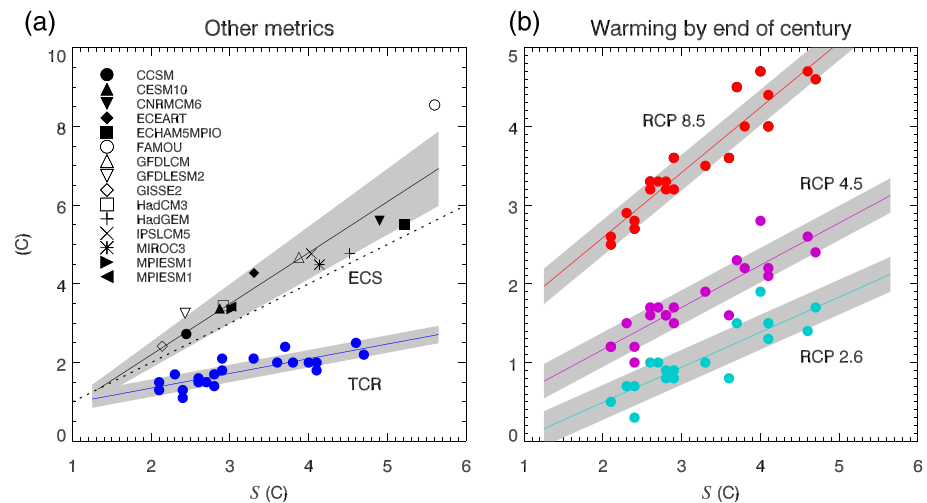 (a)
Other metrics
10
8
6
4
2
0
(C)
CCSM
CESM10
CNRMCM6
ECEART
ECHAM5MPIO
FAMOU
GFDLCM
GFDLESM2
GISSE2
HadCM3
HadGEM
IPSLCM5
MIROC3
MPIESM1
MPIESM1
ECS
TCR
1 2 3 4 5 6
S (C)
(b)
Warming by end of century
5
4
3
2
1
0
RCP 8.5
RCP 4.5
RCP 2.6
1 2 3 4 5 6
S (C)